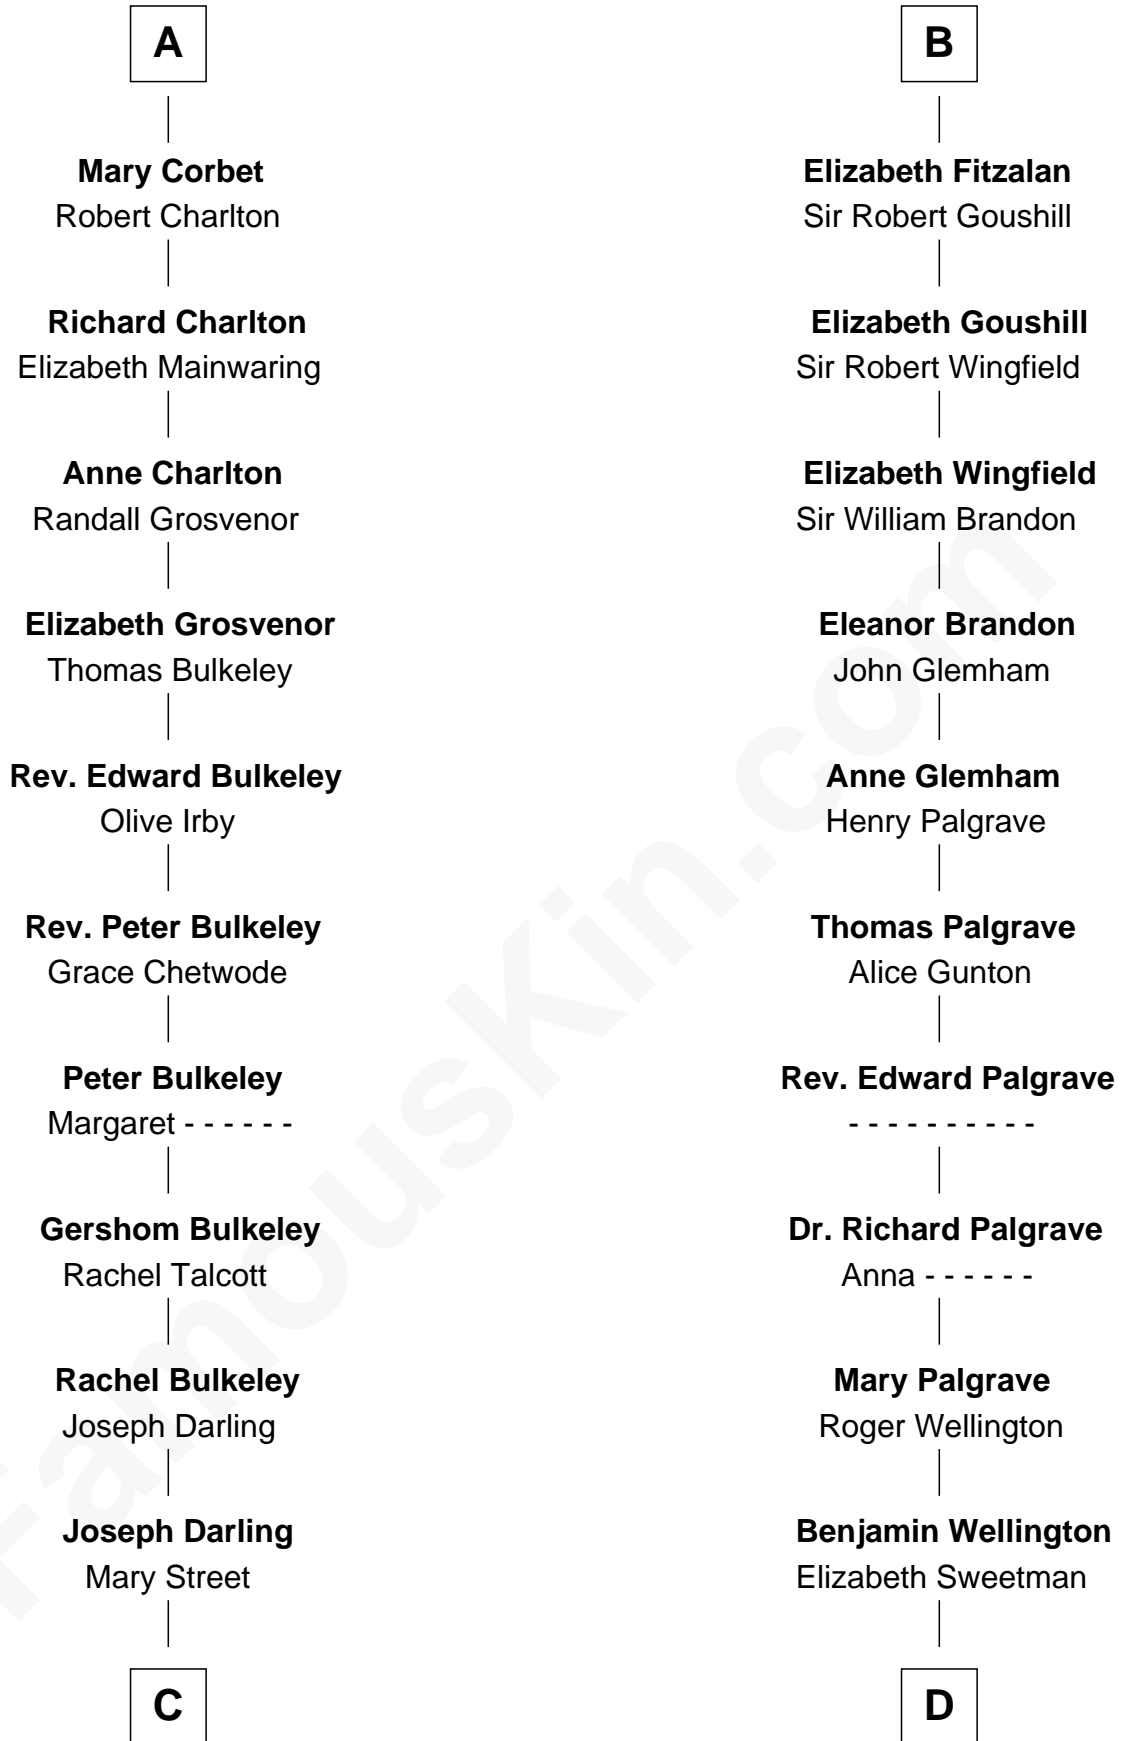 A
Mary Corbet
Robert Charlton
Richard Charlton
Elizabeth Mainwaring
Anne Charlton
Randall Grosvenor
Elizabeth Grosvenor
Thomas Bulkeley
Rev. Edward Bulkeley
Olive Irby
Rev. Peter Bulkeley
Grace Chetwode
Peter Bulkeley
Margaret - - - - - -
Gershom Bulkeley
Rachel Talcott
Rachel Bulkeley
Joseph Darling
Joseph Darling
Mary Street
C
B
Elizabeth Fitzalan
Sir Robert Goushill
Elizabeth Goushill
Sir Robert Wingfield
Elizabeth Wingfield
Sir William Brandon
Eleanor Brandon
John Glemham
Anne Glemham
Henry Palgrave
Thomas Palgrave
Alice Gunton
Rev. Edward Palgrave
- - - - - - - - - -
Dr. Richard Palgrave
Anna - - - - - -
Mary Palgrave
Roger Wellington
Benjamin Wellington
Elizabeth Sweetman
D
FamousKin.com